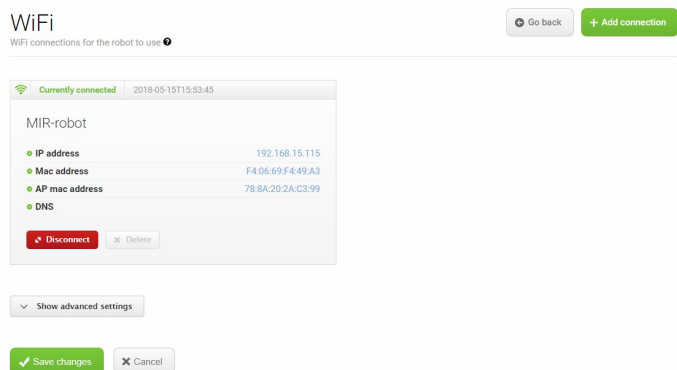 WiFi
WiFi connections for the robot to use ?
Go back
+ Add connection
Currently connected 2018-05-15T15:53:45
MIR-robot
IP address 192.168.15.115
Mac address F4:06:69:F4:49:A3
AP mac address 78:8A:20:2A:C3:99
DNS
Disconnect
Delete
Show advanced settings
Save changes
Cancel